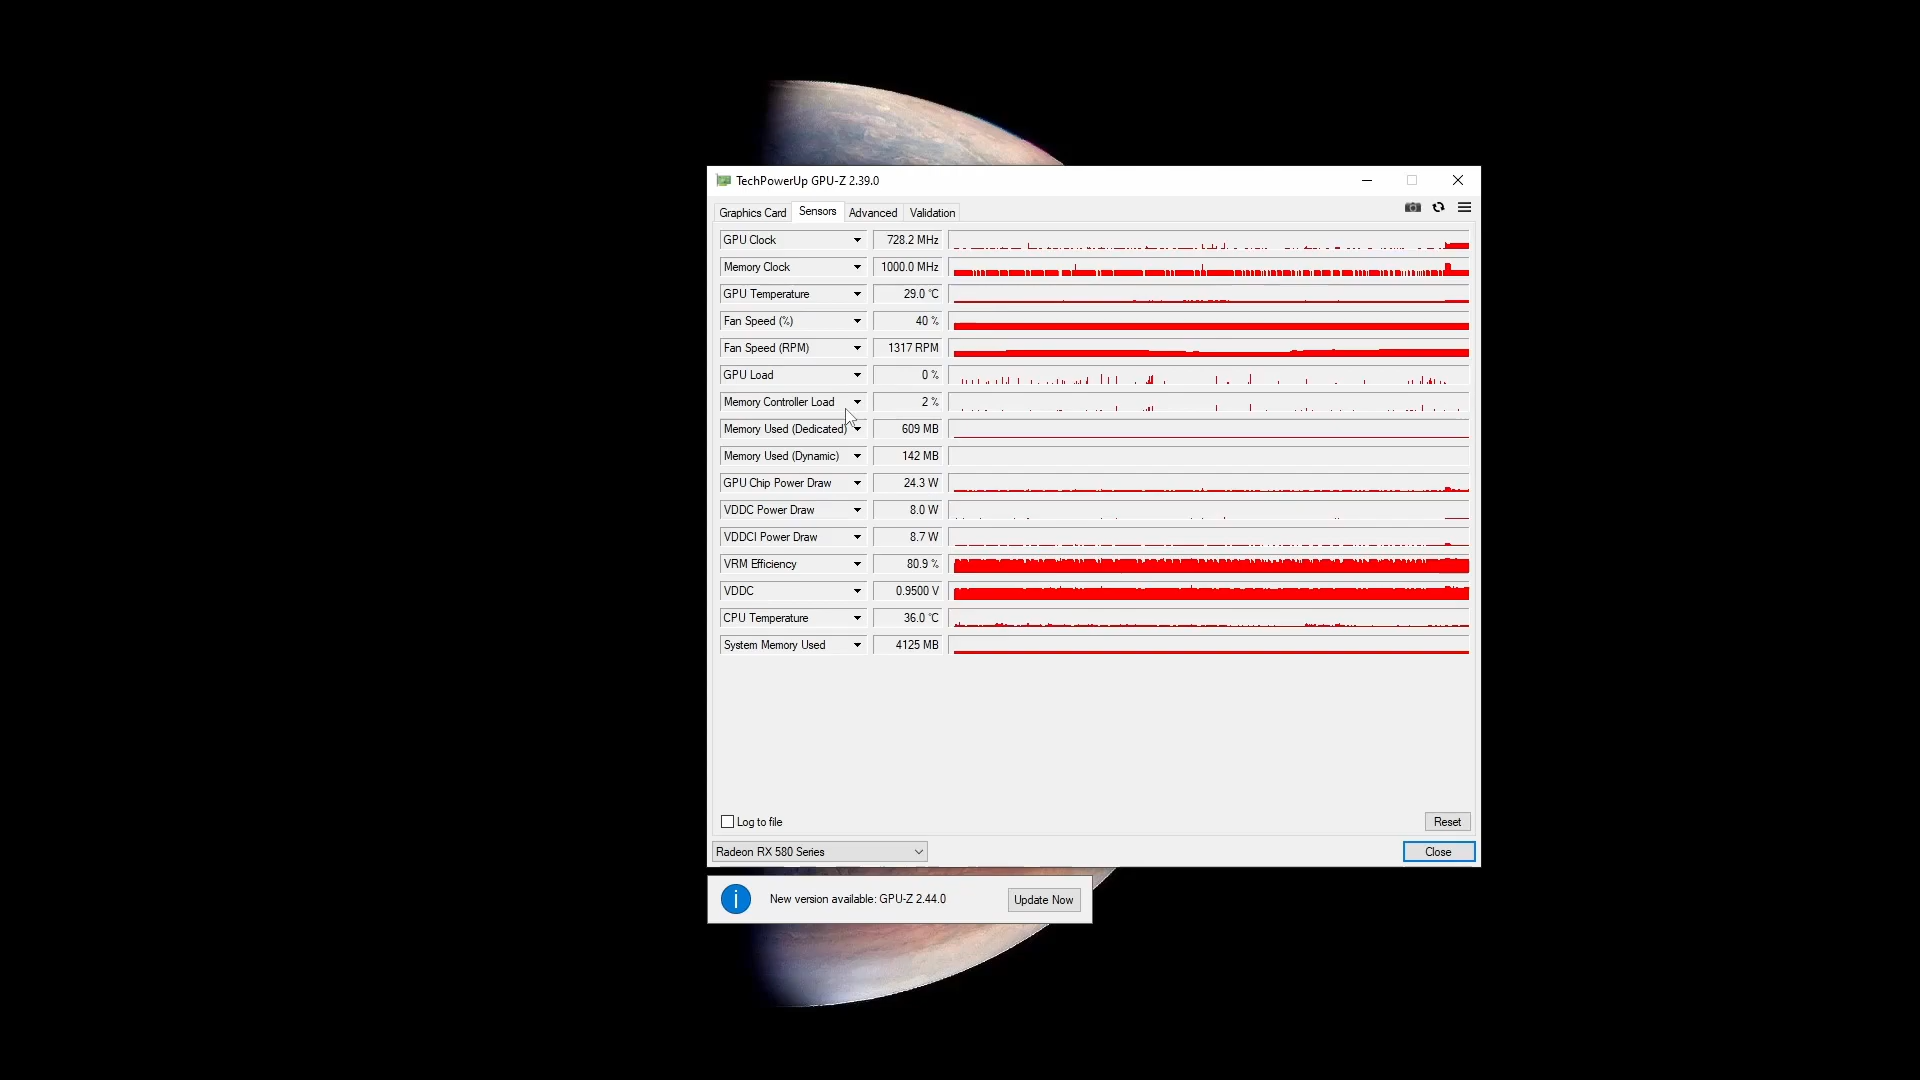 TechPowerUp GPU-Z 2.39.0
Graphics Card Sensors Advanced Validation
GPU Clock 728.2 MHz
Memory Clock 1000.0 MHz
GPU Temperature 29.0 °C
Fan Speed (%) 40 %
Fan Speed (RPM) 1317 RPM
GPU Load 0 %
Memory Controller Load 2 %
Memory Used (Dedicated) 609 MB
Memory Used (Dynamic) 142 MB
GPU Chip Power Draw 24.3 W
VDDC Power Draw 8.0 W
VDDCI Power Draw 8.7 W
VRM Efficiency 80.9 %
VDDC 0.9500 V
CPU Temperature 36.0 °C
System Memory Used 4125 MB
Log to file Reset
Radeon RX 580 Series Close
New version available: GPU-Z 2.44.0 Update Now